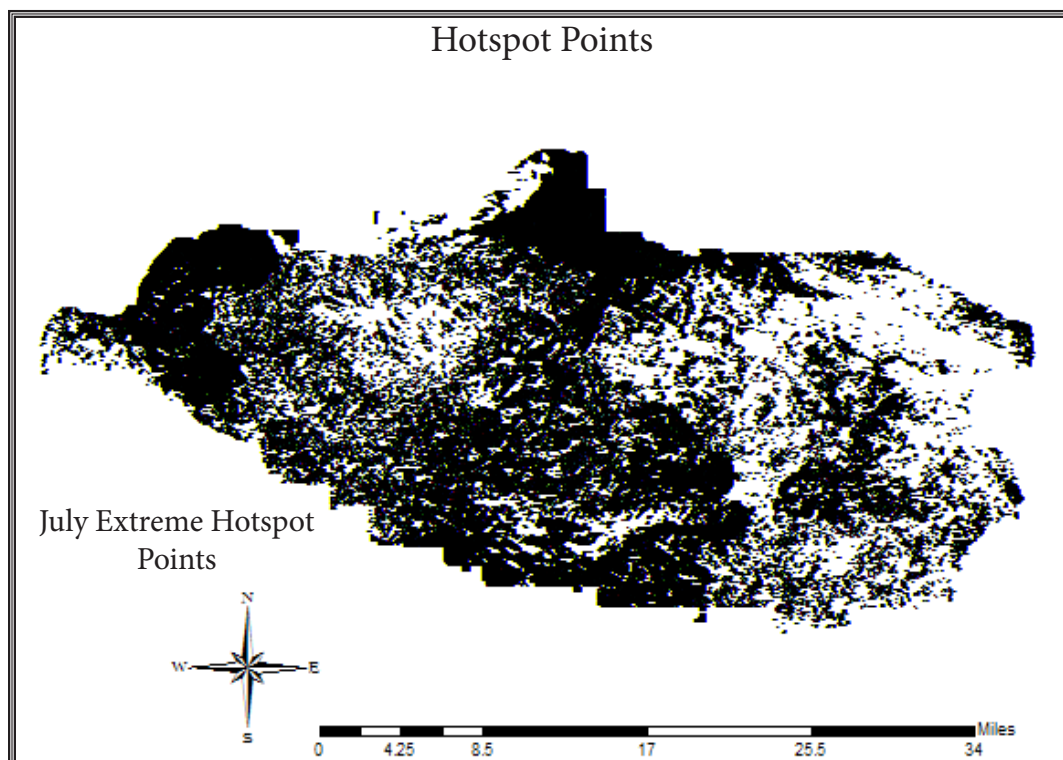 Hotspot Points
July Extreme Hotspot
Points
N
W E
S
Miles
0 4.25 8.5 17 25.5 34